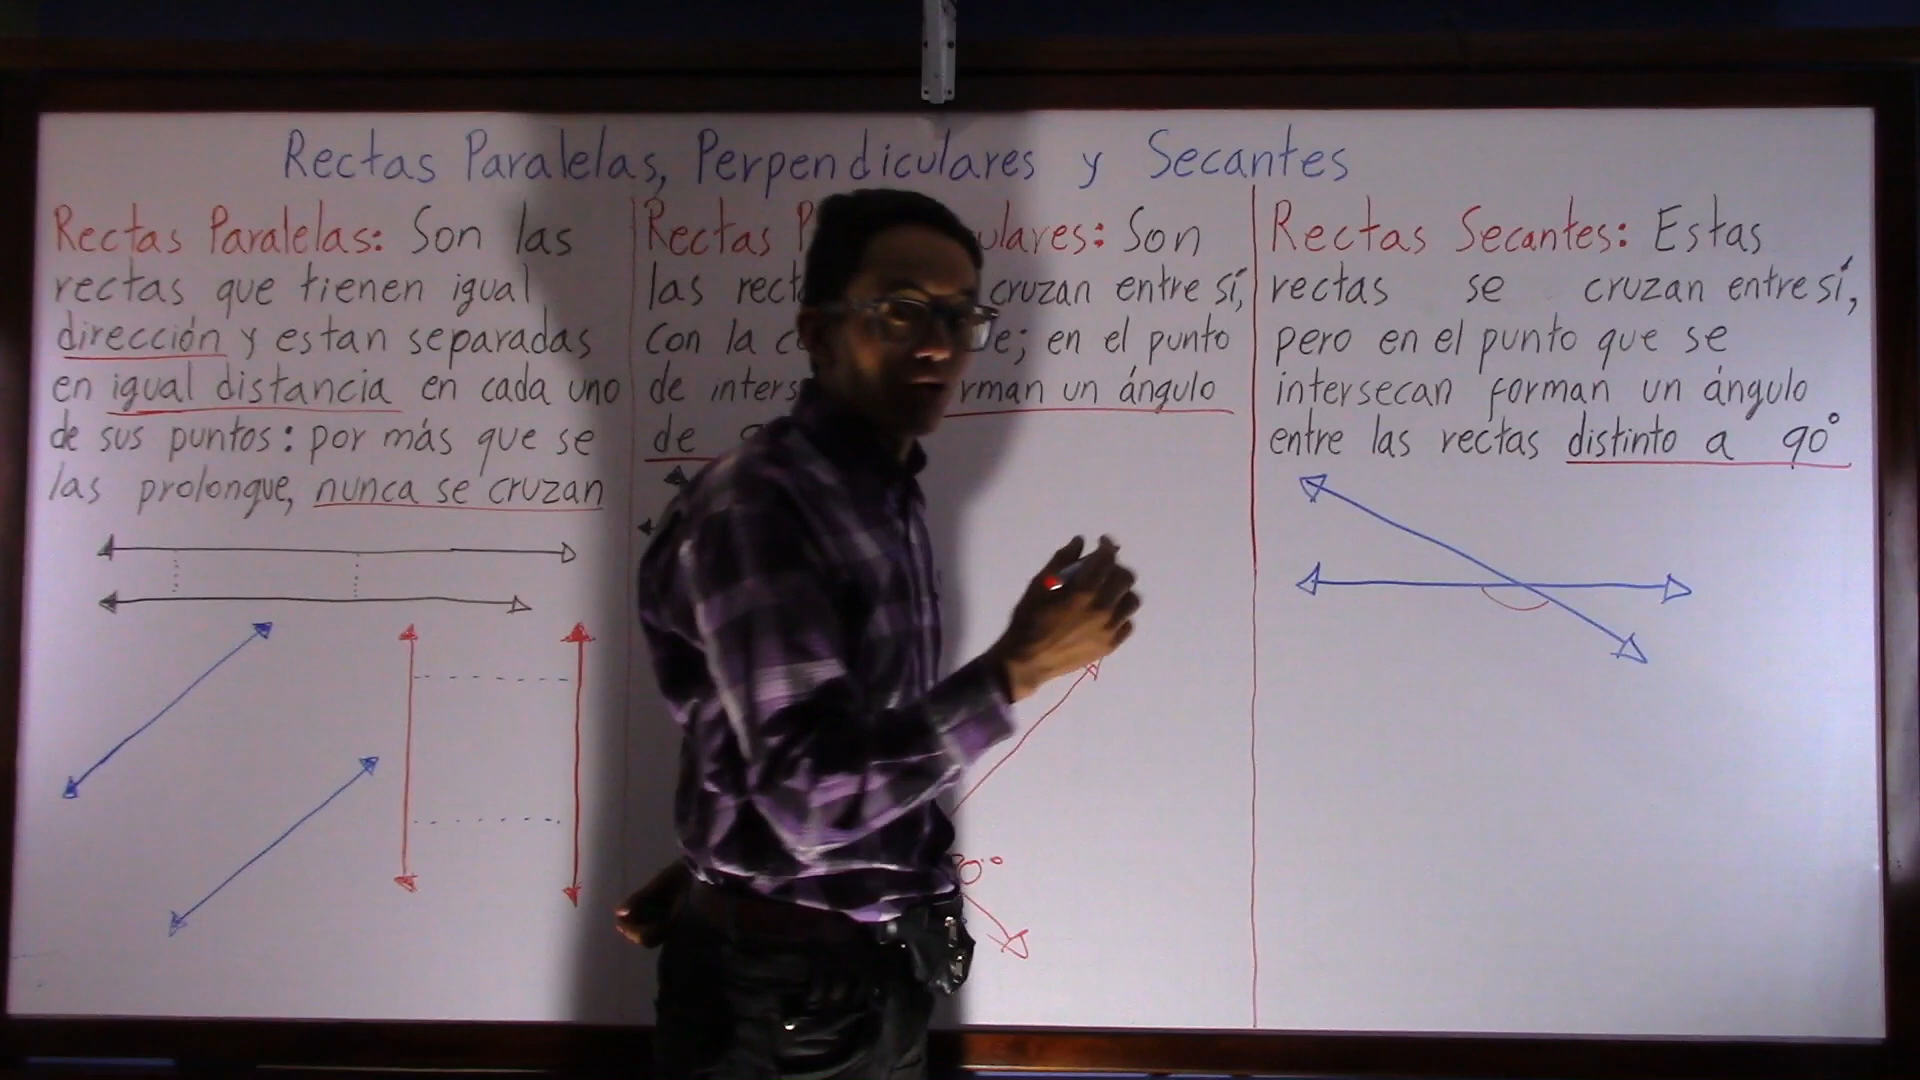 Rectas Paralelas, Perpendiculares y Secantes
Rectas Paralelas: Son las
rectas que tienen igual
dirección y estan separadas
en igual distancia en cada uno
de sus puntos: por más que se
las prolongue, nunca se cruzan
Rectas Son
las cruzan entre sí,
con la en el punto
de un ángulo
de
Rectas Secantes: Estas
rectas se cruzan entre sí,
pero en el punto que se
intersecan forman un ángulo
entre las rectas distinto a 90°